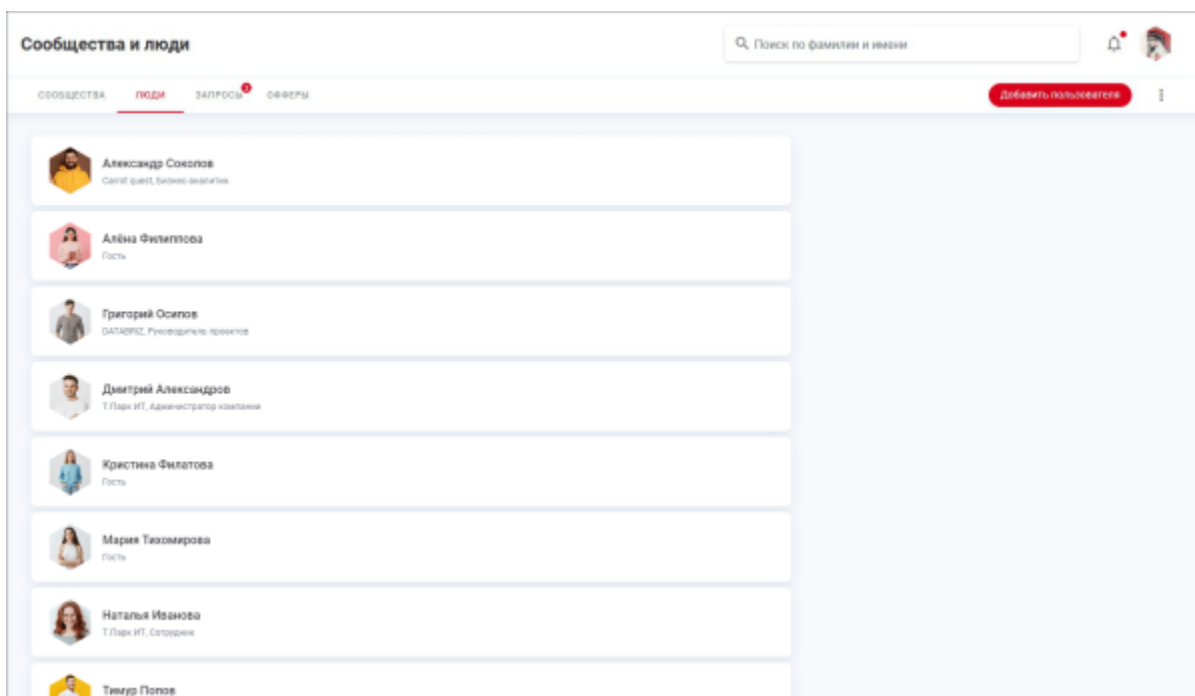 Сообщества и люди
Поиск по фамилии и имени
СООБЩЕСТВА
ЛЮДИ
ЗАПРОСЫ
ОФФЕРЫ
Добавить пользователя
Александр Соколов
Carrot quest, Бизнес-аналитик
Алёна Филиппова
Гость
Григорий Осипов
DATABRIZ, Руководитель проектов
Дмитрий Александров
Т.Парк ИТ, Администратор компании
Кристина Филатова
Гость
Мария Тихомирова
Гость
Наталья Иванова
Т.Парк ИТ, Сотрудник
Тимур Попов